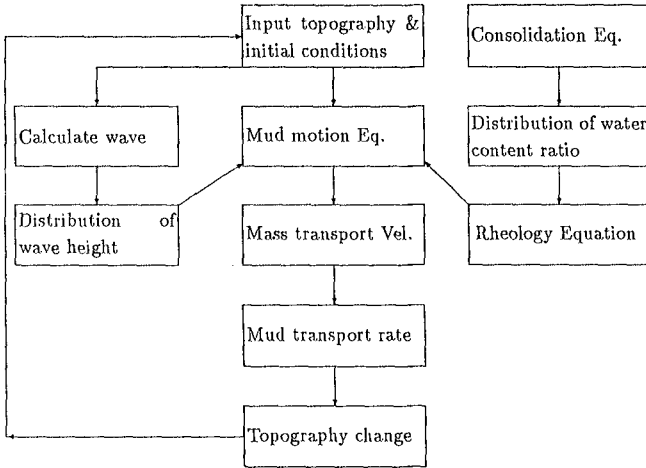 Input topography &
initial conditions
Consolidation Eq.
Calculate wave
Mud motion Eq.
Distribution of water
content ratio
Distribution of
wave height
Mass transport Vel.
Rheology Equation
Mud transport rate
Topography change